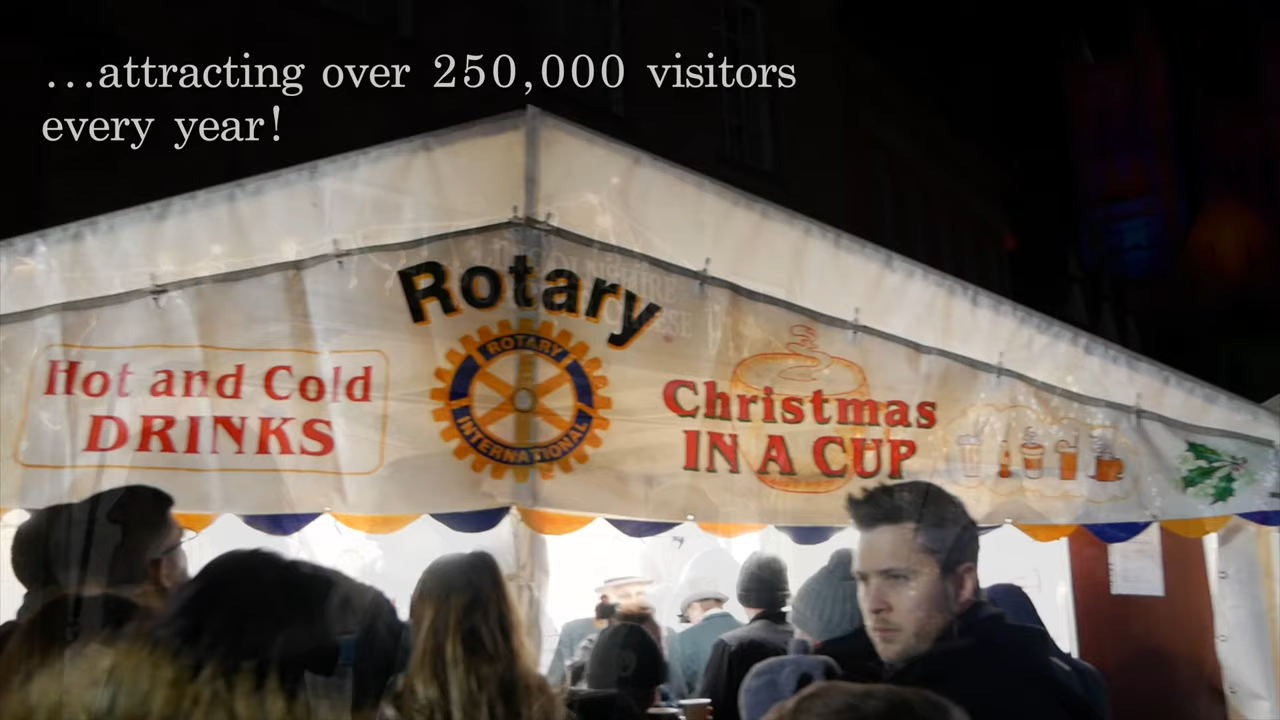 ...attracting over 250,000 visitors
every year!
Rotary
ROTARY
INTERNATIONAL
Hot and Cold
DRINKS
Christmas
IN A CUP